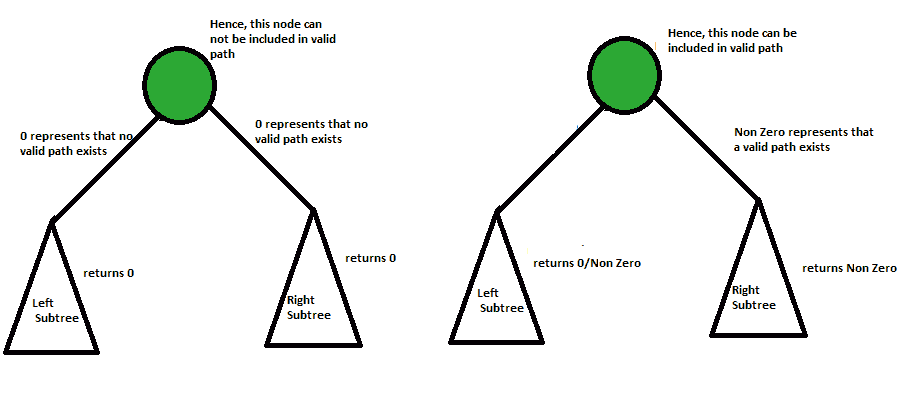 Hence, this node can
not be included in valid
path
0 represents that no
valid path exists
0 represents that no
valid path exists
returns 0
returns 0
Left
Subtree
Right
Subtree
Hence, this node can be
included in valid path
Non Zero represents that
a valid path exists
returns 0/Non Zero
returns Non Zero
Left
Subtree
Right
Subtree